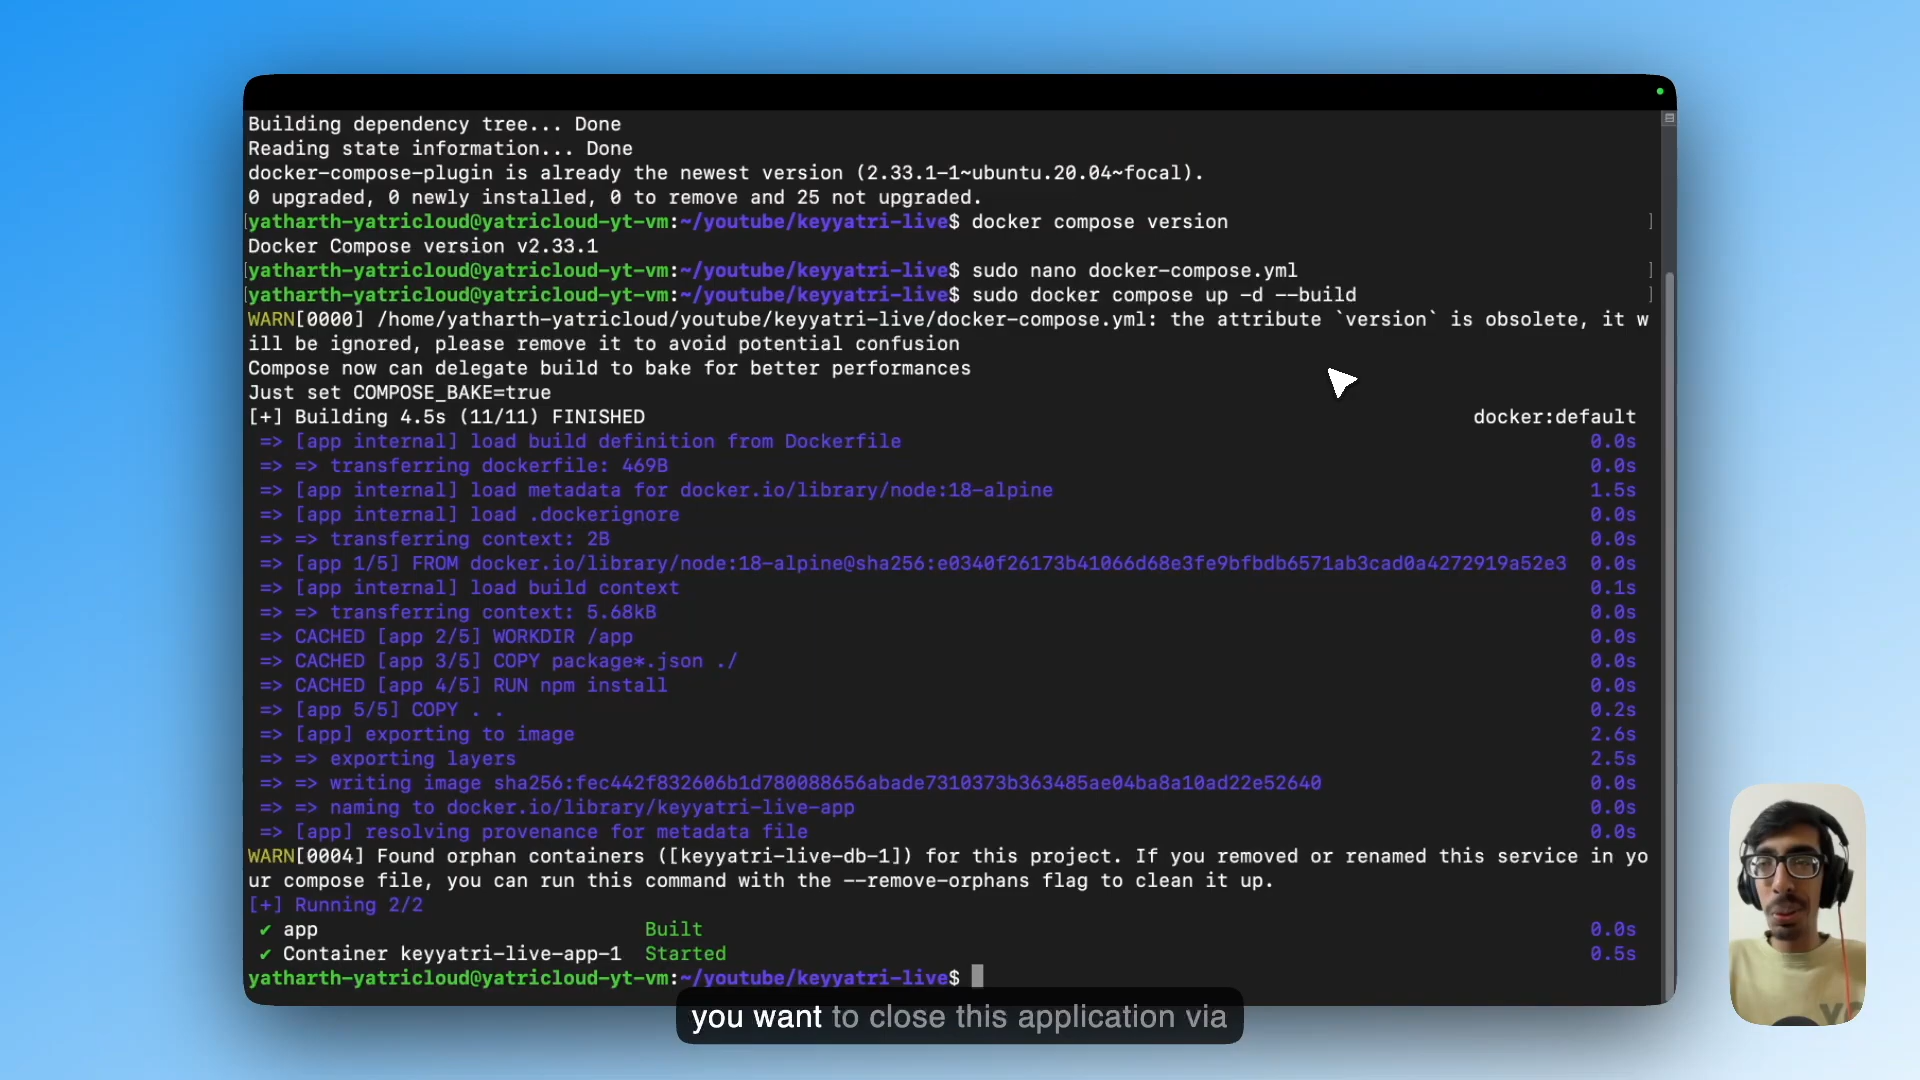 Building dependency tree... Done
Reading state information... Done
docker-compose-plugin is already the newest version (2.33.1-1~ubuntu.20.04~focal).
0 upgraded, 0 newly installed, 0 to remove and 25 not upgraded.
[yatharth-yatricloud@yatricloud-yt-vm:~/youtube/keyyatri-live$ docker compose version ]
Docker Compose version v2.33.1
[yatharth-yatricloud@yatricloud-yt-vm:~/youtube/keyyatri-live$ sudo nano docker-compose.yml ]
[yatharth-yatricloud@yatricloud-yt-vm:~/youtube/keyyatri-live$ sudo docker compose up -d --build ]
WARN[0000] /home/yatharth-yatricloud/youtube/keyyatri-live/docker-compose.yml: the attribute `version` is obsolete, it w
ill be ignored, please remove it to avoid potential confusion
Compose now can delegate build to bake for better performances
Just set COMPOSE_BAKE=true
[+] Building 4.5s (11/11) FINISHED docker:default
=> [app internal] load build definition from Dockerfile 0.0s
=> => transferring dockerfile: 469B 0.0s
=> [app internal] load metadata for docker.io/library/node:18-alpine 1.5s
=> [app internal] load .dockerignore 0.0s
=> => transferring context: 2B 0.0s
=> [app 1/5] FROM docker.io/library/node:18-alpine@sha256:e0340f26173b41066d68e3fe9bfbdb6571ab3cad0a4272919a52e3 0.0s
=> [app internal] load build context 0.1s
=> => transferring context: 5.68kB 0.0s
=> CACHED [app 2/5] WORKDIR /app 0.0s
=> CACHED [app 3/5] COPY package*.json ./ 0.0s
=> CACHED [app 4/5] RUN npm install 0.0s
=> [app 5/5] COPY . . 0.2s
=> [app] exporting to image 2.6s
=> => exporting layers 2.5s
=> => writing image sha256:fec442f832606b1d780088656abade7310373b363485ae04ba8a10ad22e52640 0.0s
=> => naming to docker.io/library/keyyatri-live-app 0.0s
=> [app] resolving provenance for metadata file 0.0s
WARN[0004] Found orphan containers ([keyyatri-live-db-1]) for this project. If you removed or renamed this service in yo
ur compose file, you can run this command with the --remove-orphans flag to clean it up.
[+] Running 2/2
✔ app Built 0.0s
✔ Container keyyatri-live-app-1 Started 0.5s
yatharth-yatricloud@yatricloud-yt-vm:~/youtube/keyyatri-live$
you want to close this application via